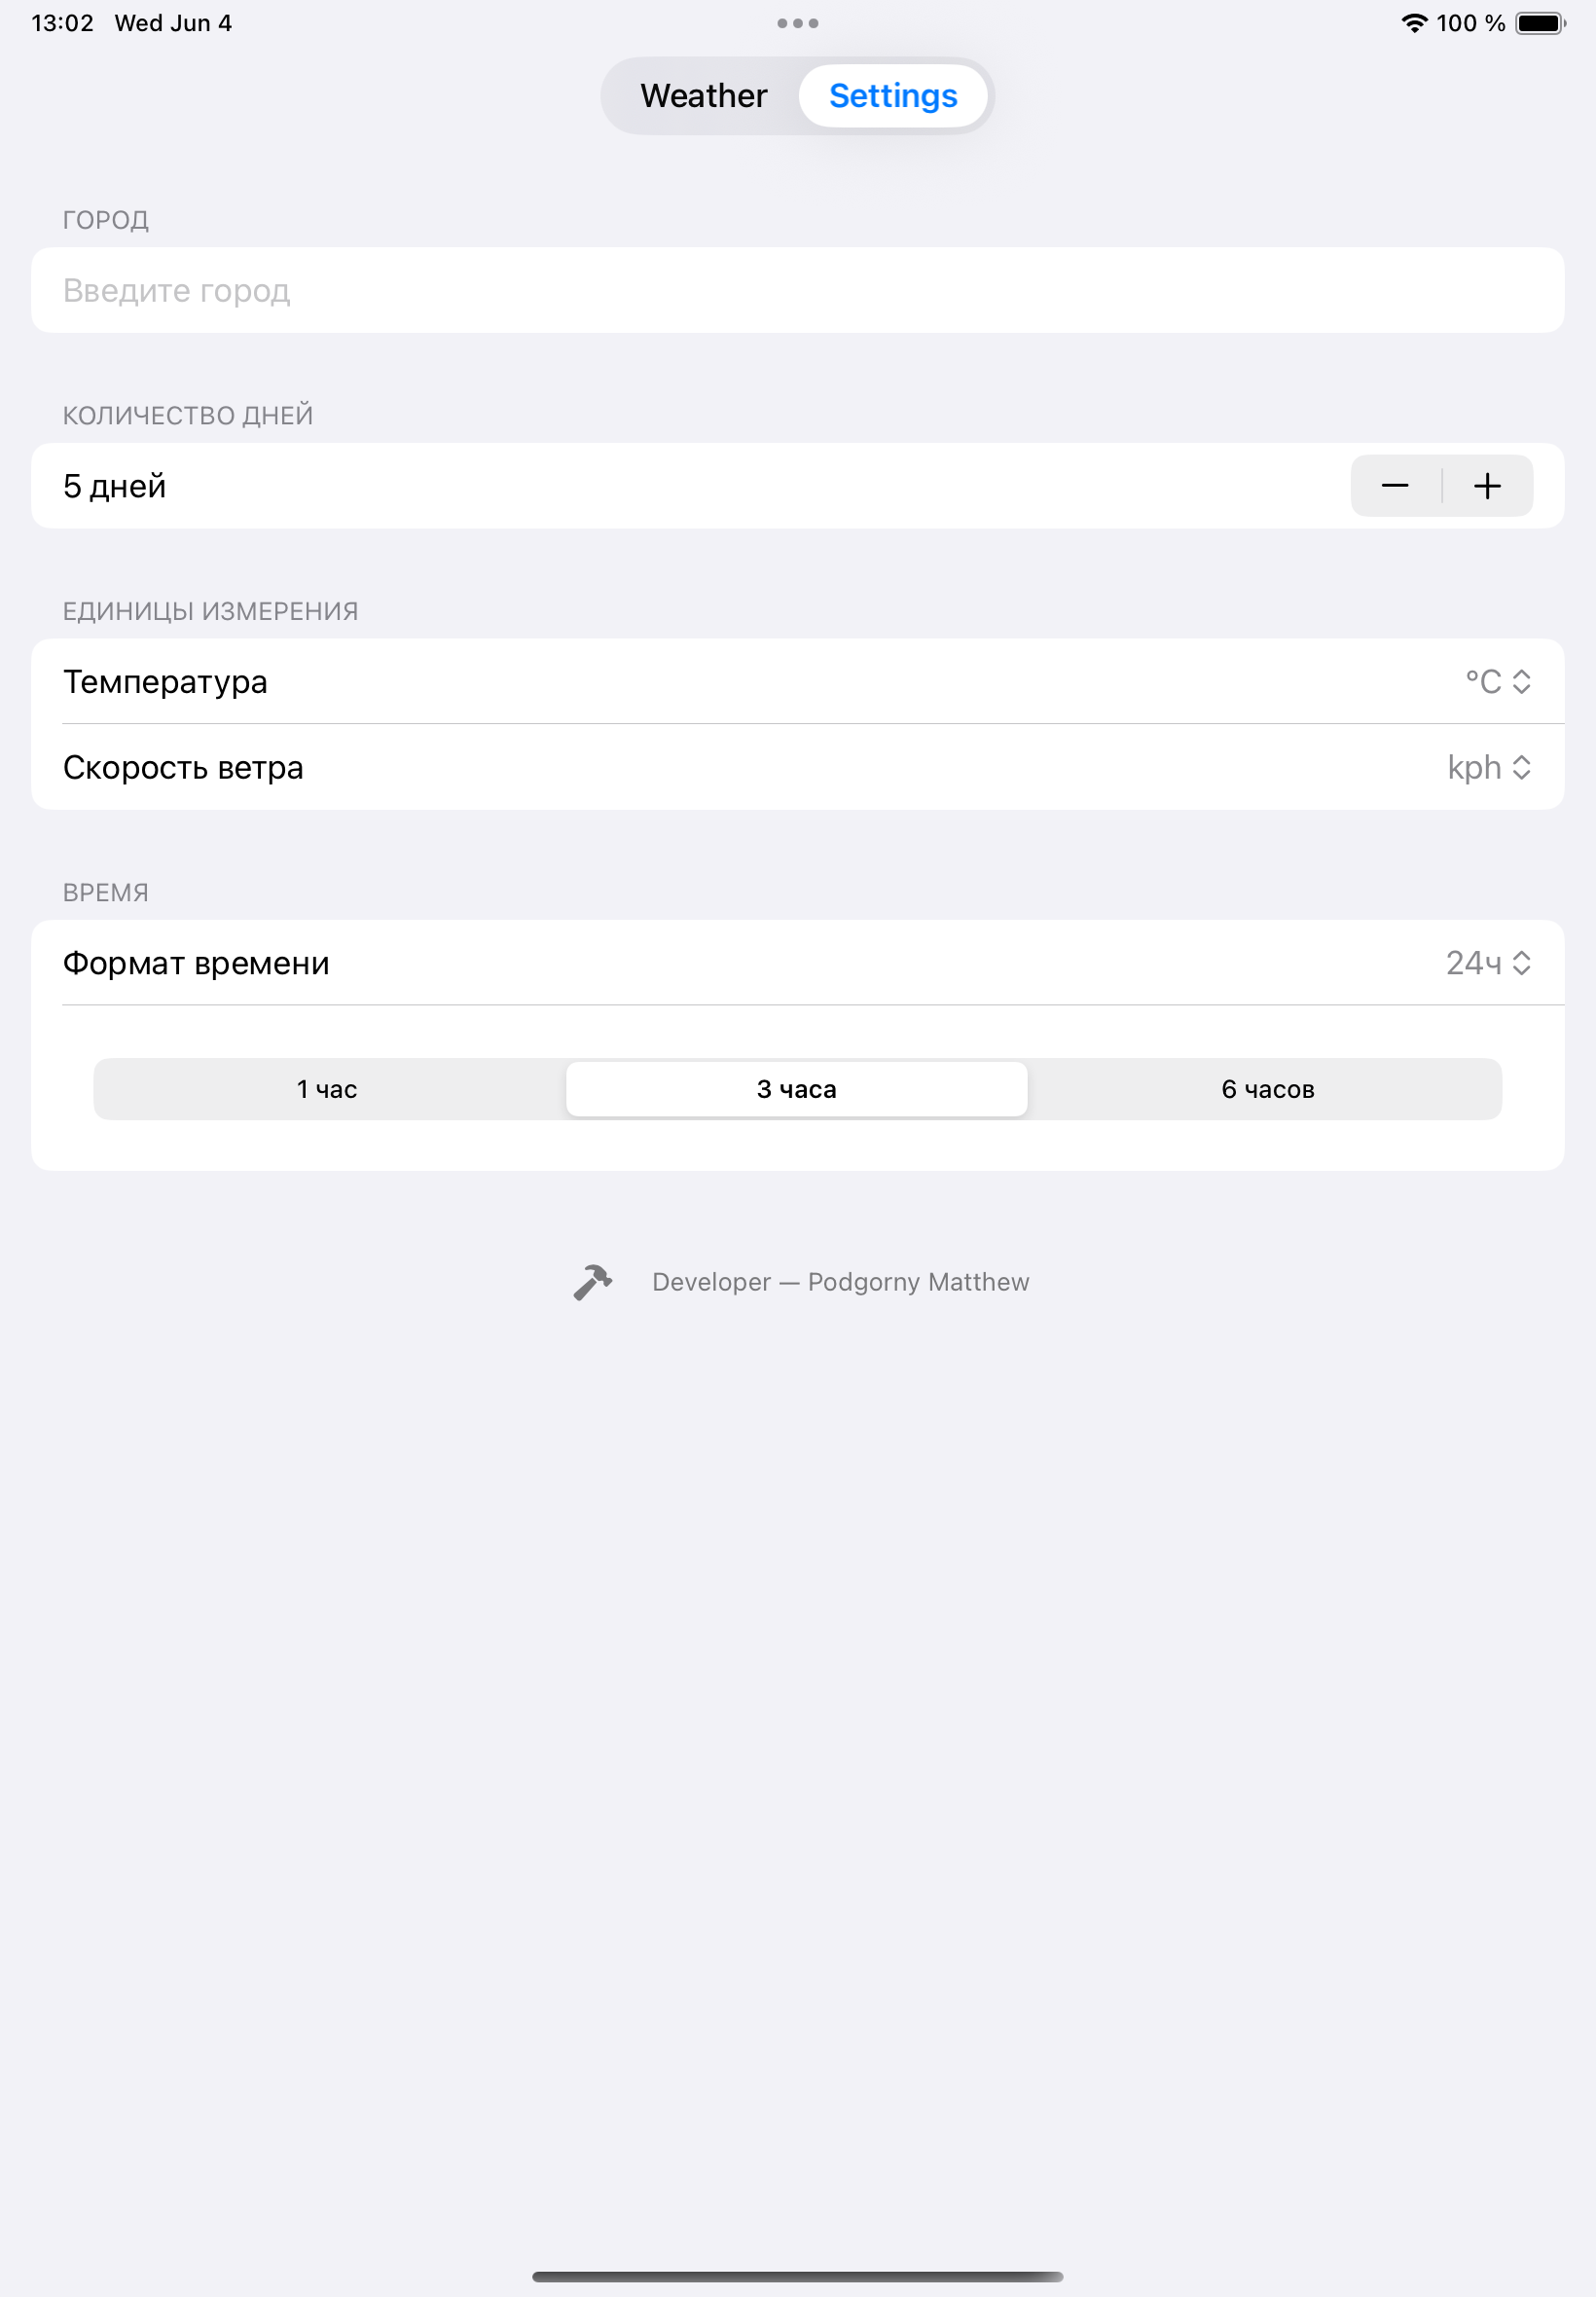 13:02 Wed Jun 4
100 %
Weather Settings
ГОРОД
Введите город
КОЛИЧЕСТВО ДНЕЙ
5 дней
ЕДИНИЦЫ ИЗМЕРЕНИЯ
Температура °C
Скорость ветра kph
ВРЕМЯ
Формат времени 24ч
1 час 3 часа 6 часов
Developer — Podgorny Matthew